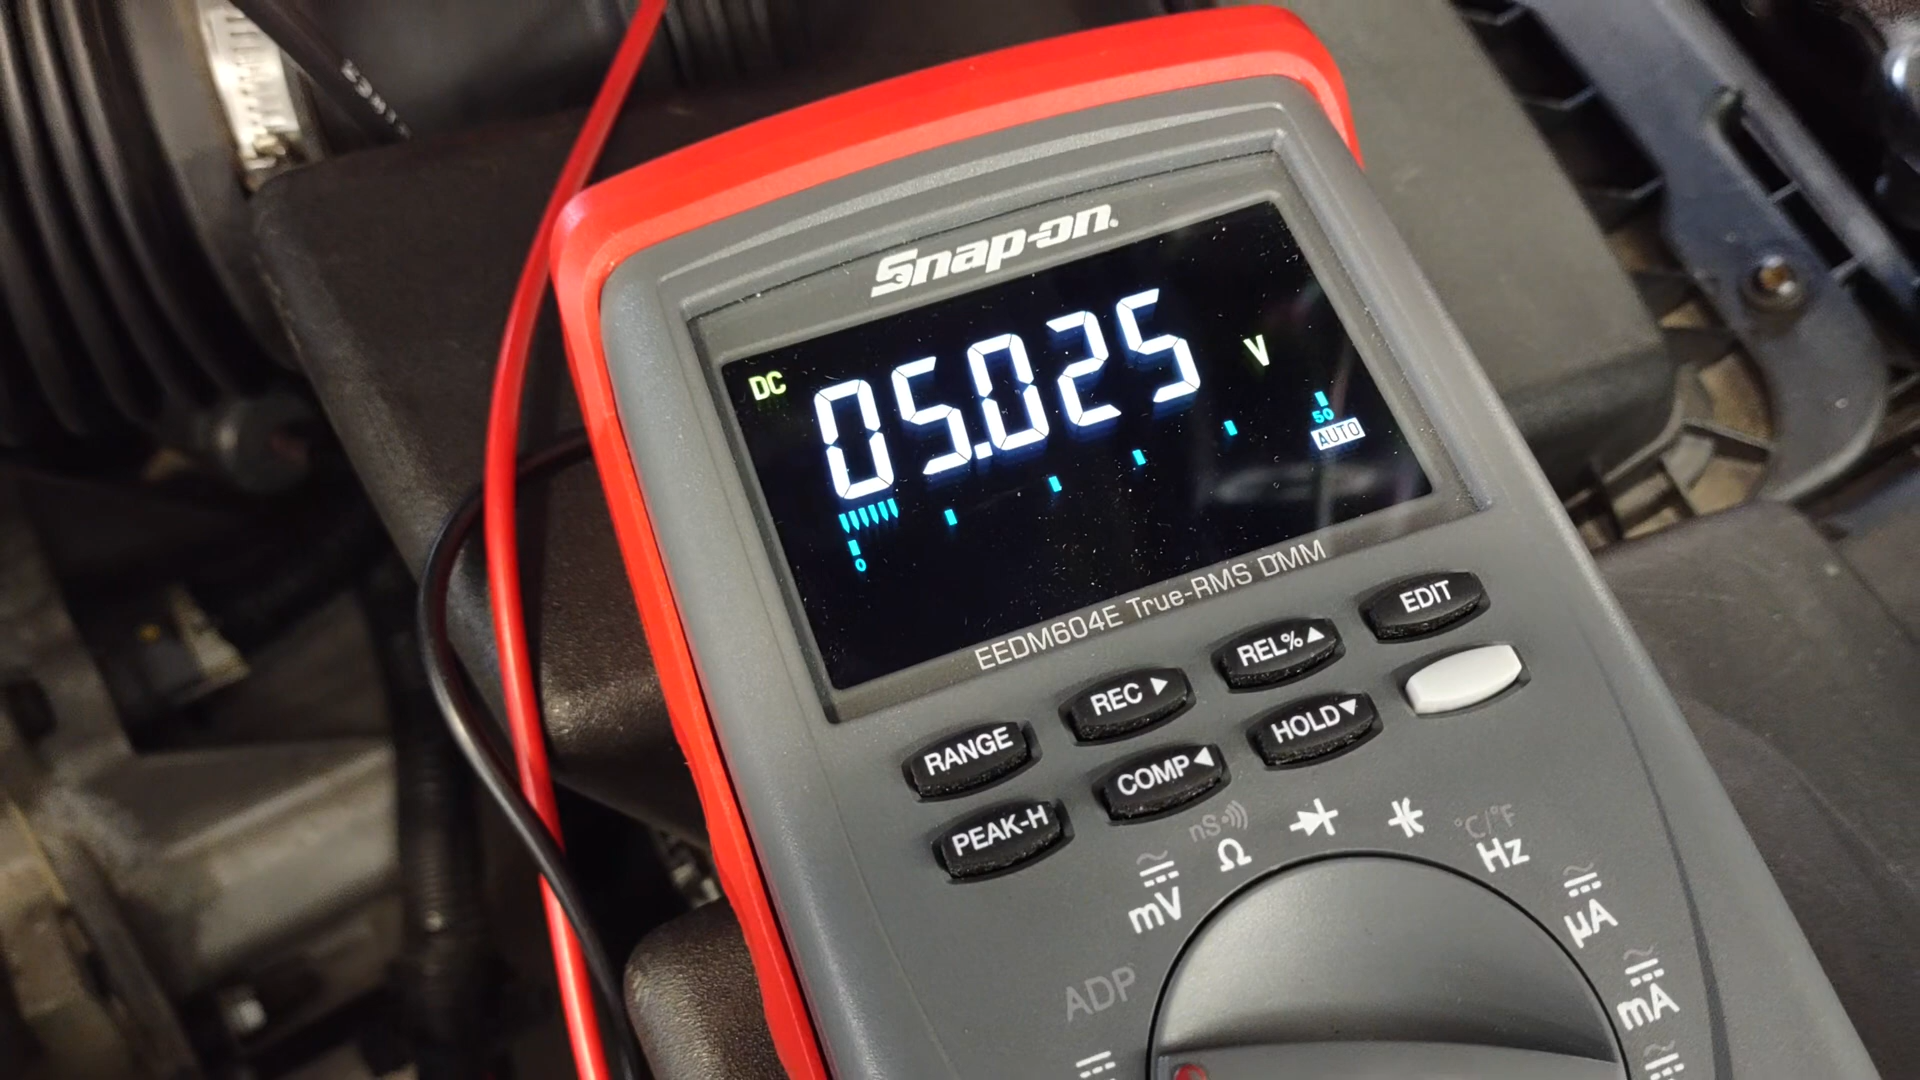 Snap-on®
DC 05.025 V
50
AUTO
0
EEDM604E True-RMS DMM
EDIT
REL%▲
REC ▶
RANGE
HOLD▼
COMP◀
PEAK-H
nS
Ω
°C/°F
Hz
mV
µA
ADP
mA